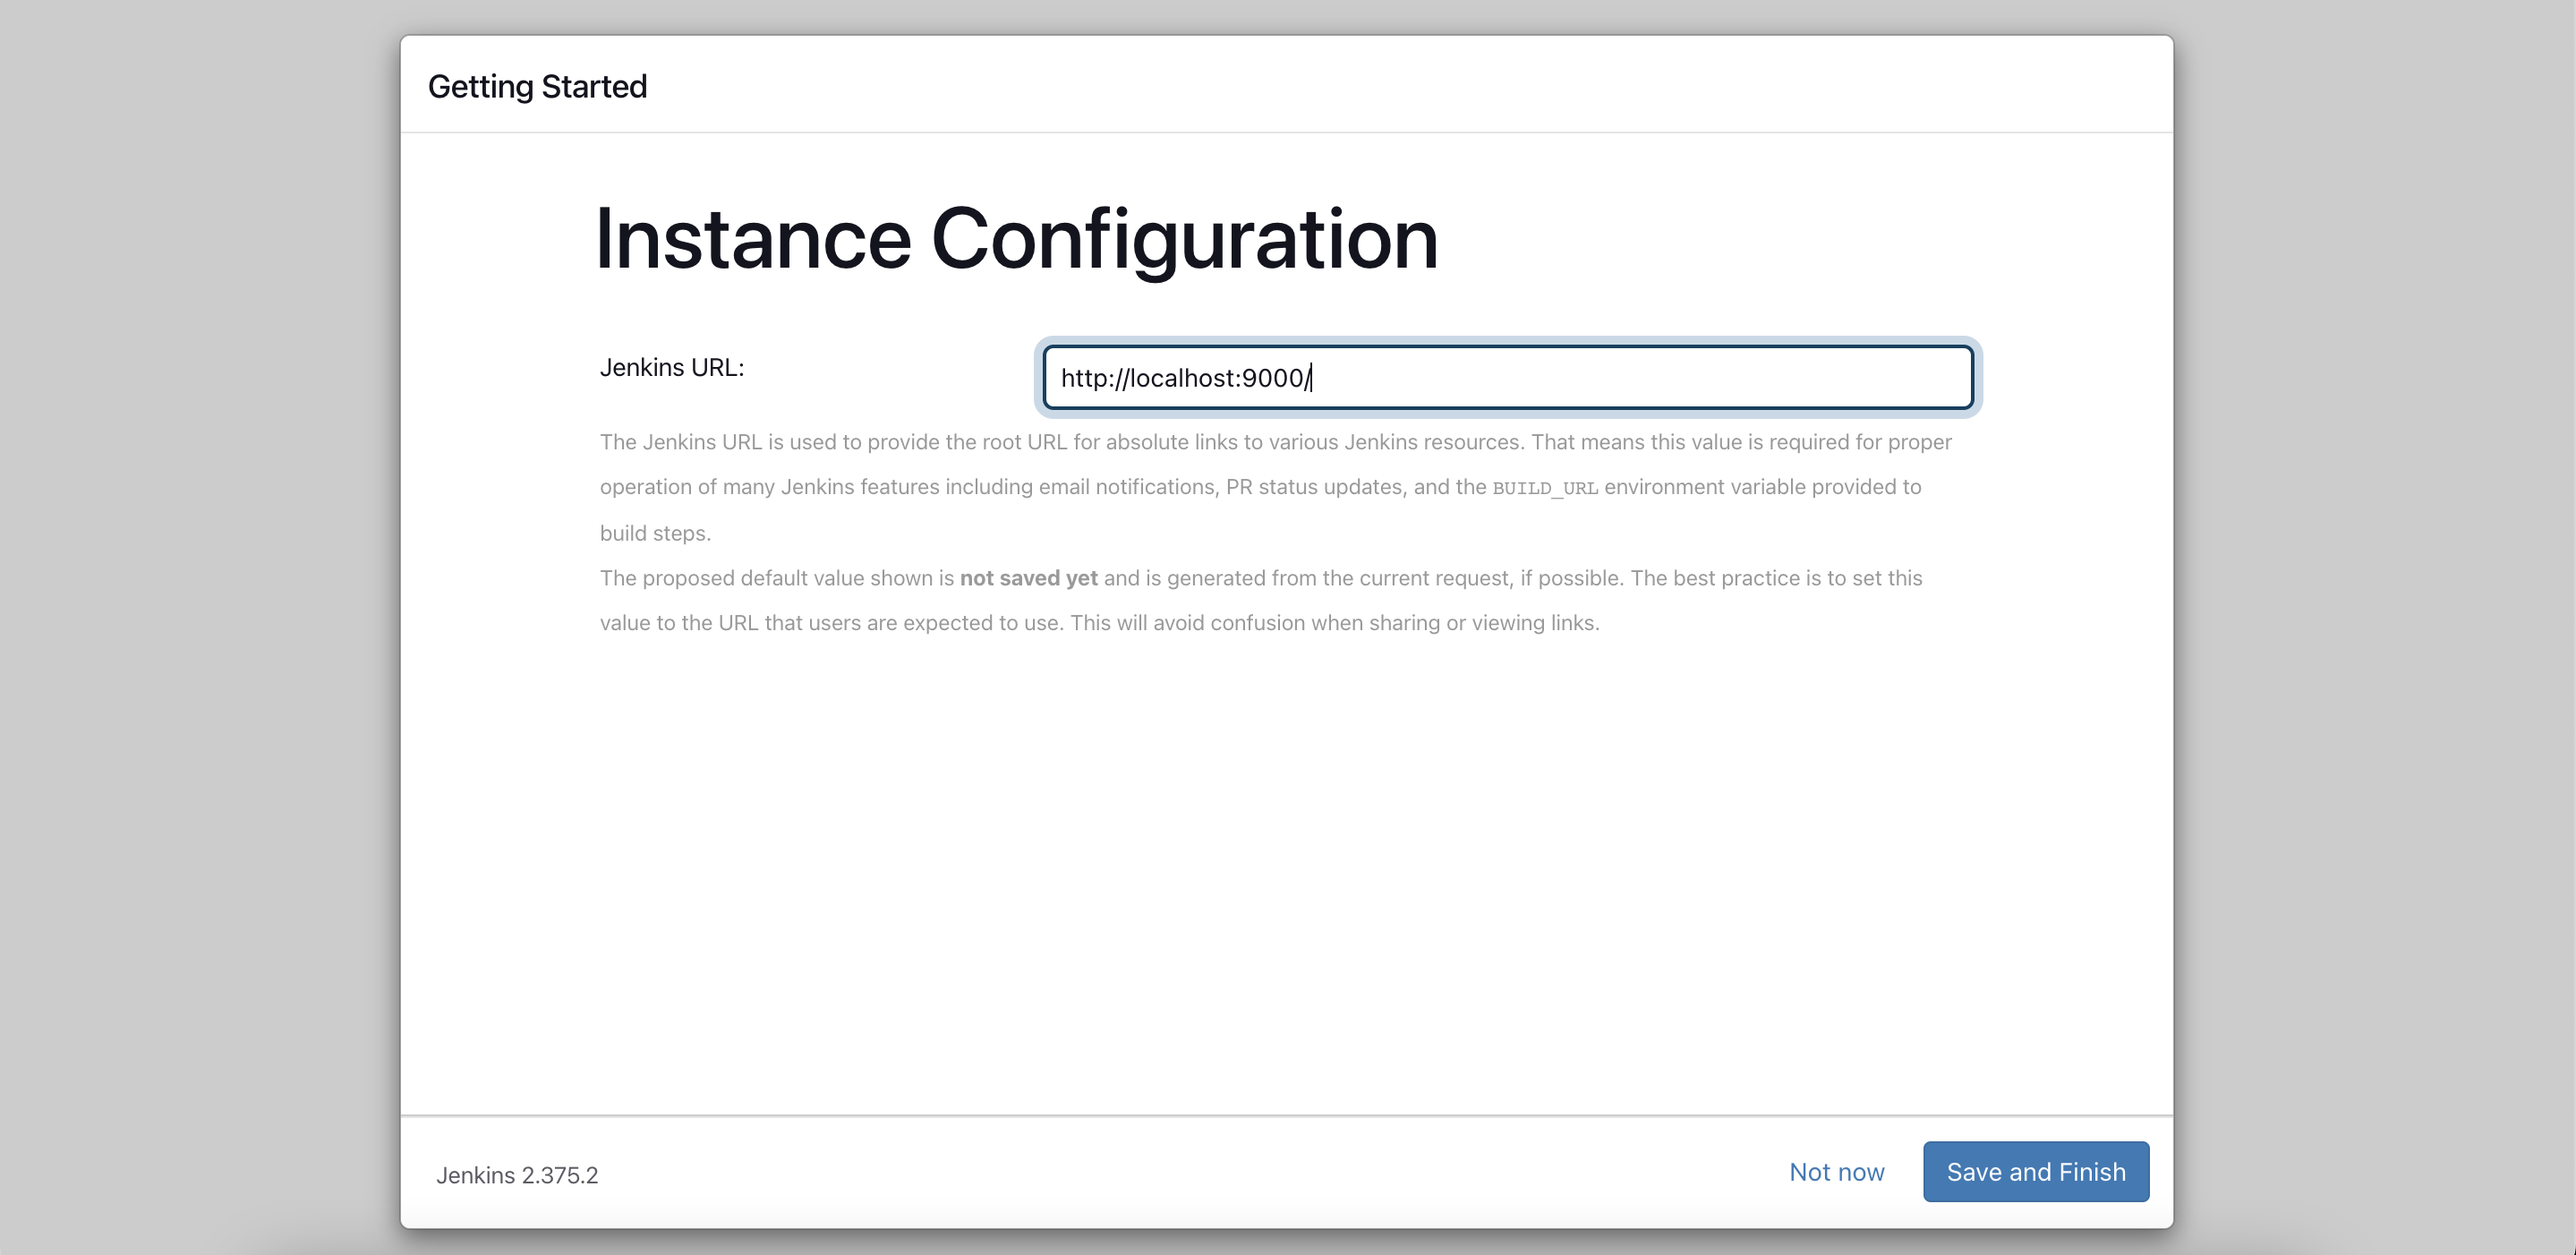 Getting Started
Instance Configuration
Jenkins URL:
http://localhost:9000/
The Jenkins URL is used to provide the root URL for absolute links to various Jenkins resources. That means this value is required for proper
operation of many Jenkins features including email notifications, PR status updates, and the BUILD_URL environment variable provided to
build steps.
The proposed default value shown is not saved yet and is generated from the current request, if possible. The best practice is to set this
value to the URL that users are expected to use. This will avoid confusion when sharing or viewing links.
Jenkins 2.375.2
Not now
Save and Finish